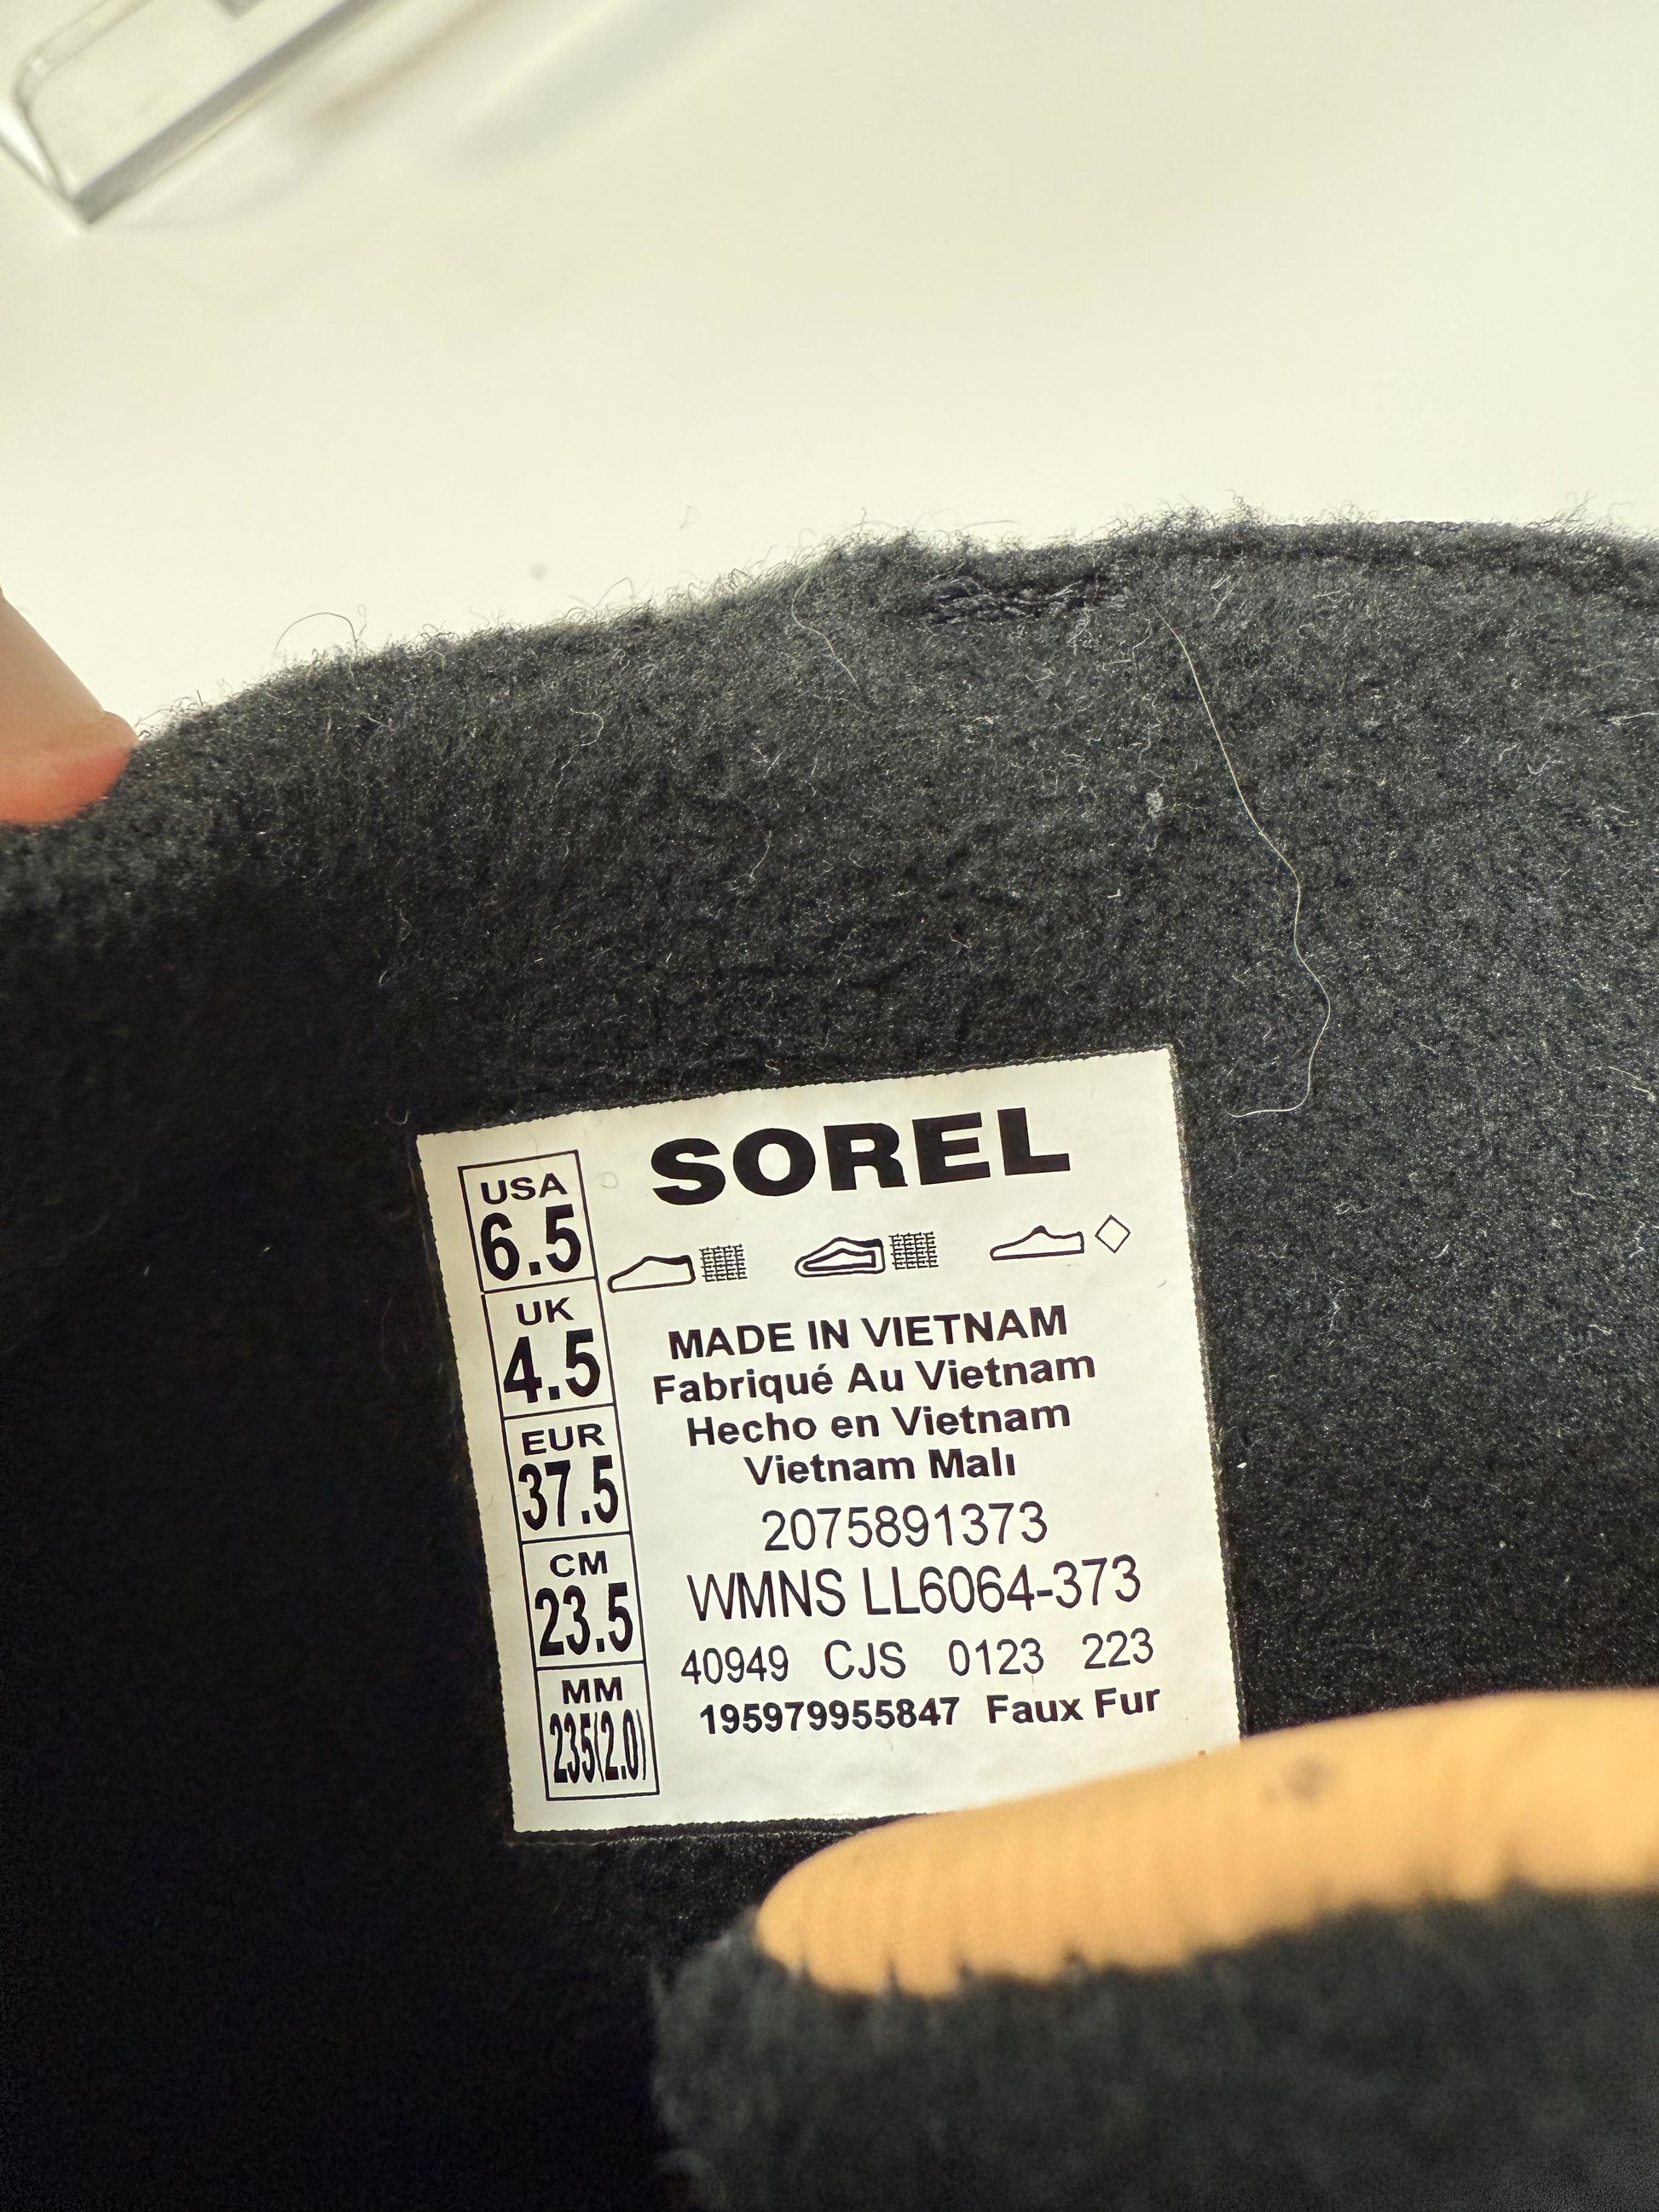 SOREL
USA
6.5
UK
4.5
EUR
37.5
CM
23.5
MM
235(2.0)
MADE IN VIETNAM
Fabriqué Au Vietnam
Hecho en Vietnam
Vietnam Malı
2075891373
WMNS LL6064-373
40949 CJS 0123 223
195979955847 Faux Fur